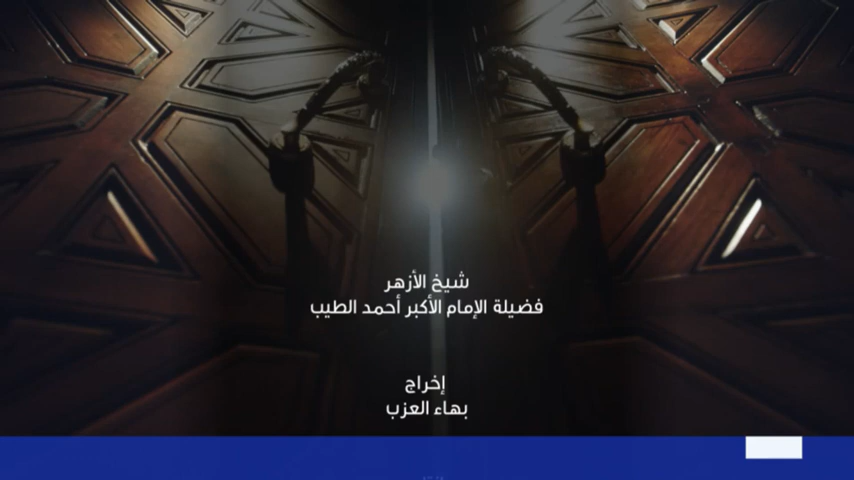 شيخ الأزهر
فضيلة الإمام الأكبر أحمد الطيب
إخراج
بهاء العزب